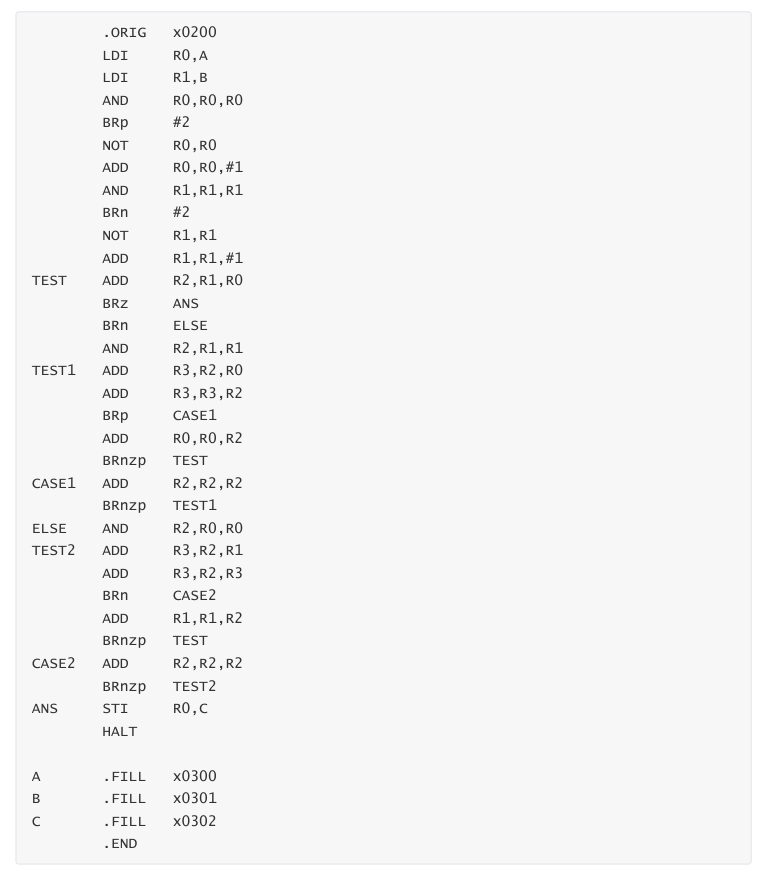 .ORIG x0200
LDI R0,A
LDI R1,B
AND R0,R0,R0
BRp #2
NOT R0,R0
ADD R0,R0,#1
AND R1,R1,R1
BRn #2
NOT R1,R1
ADD R1,R1,#1
TEST ADD R2,R1,R0
BRz ANS
BRn ELSE
AND R2,R1,R1
TEST1 ADD R3,R2,R0
ADD R3,R3,R2
BRp CASE1
ADD R0,R0,R2
BRnzp TEST
CASE1 ADD R2,R2,R2
BRnzp TEST1
ELSE AND R2,R0,R0
TEST2 ADD R3,R2,R1
ADD R3,R2,R3
BRn CASE2
ADD R1,R1,R2
BRnzp TEST
CASE2 ADD R2,R2,R2
BRnzp TEST2
ANS STI R0,C
HALT
A .FILL x0300
B .FILL x0301
C .FILL x0302
.END